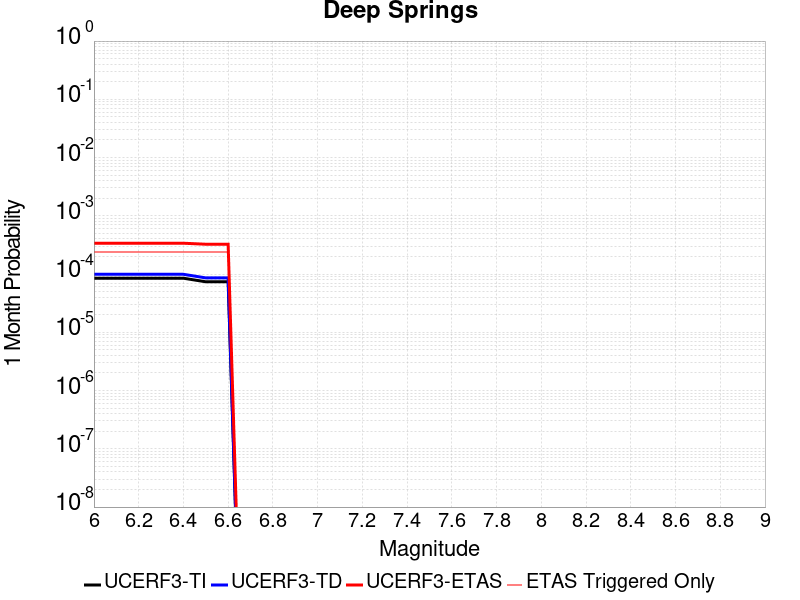 Deep Springs
10^0
10^-1
10^-2
10^-3
10^-4
10^-5
10^-6
10^-7
10^-8
1 Month Probability
6 6.2 6.4 6.6 6.8 7 7.2 7.4 7.6 7.8 8 8.2 8.4 8.6 8.8 9
Magnitude
UCERF3-TI UCERF3-TD UCERF3-ETAS ETAS Triggered Only